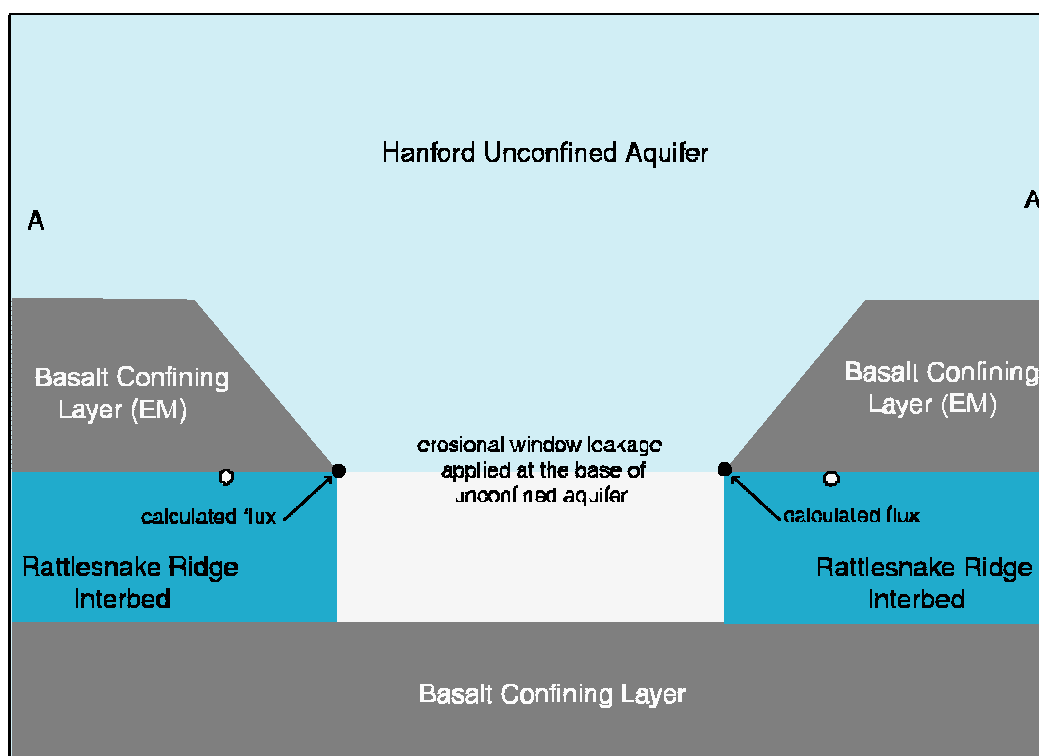 Hanford Unconfined Aquifer
A
A
Basalt Confining
Layer (EM)
Basalt Confining
Layer (EM)
erosional window leakage
applied at the base of
unconfined aquifer
calculated flux
calculated flux
Rattlesnake Ridge
Interbed
Rattlesnake Ridge
Interbed
Basalt Confining Layer